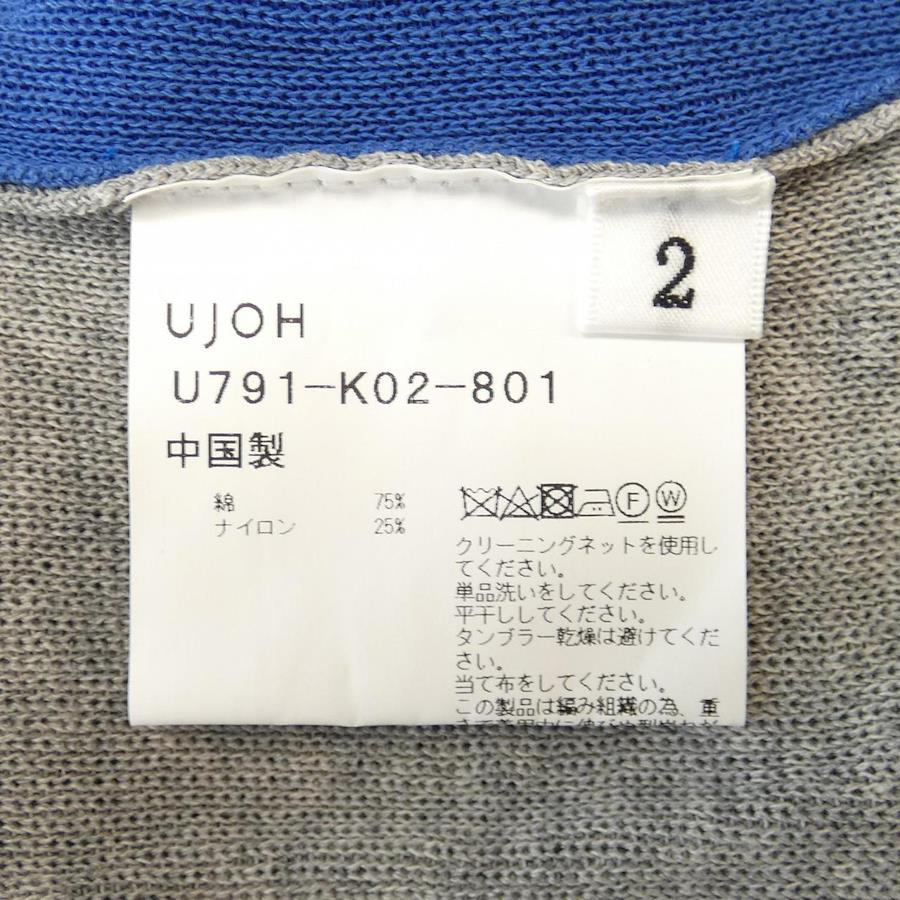 2
UJOH
U791-K02-801
中国製
綿 75%
ナイロン 25%
F W
クリーニングネットを使用し
てください。
単品洗いをしてください。
平干ししてください。
タンブラー乾燥は避けてくだ
さい。
当て布をしてください。
この製品は編み組織の為、重